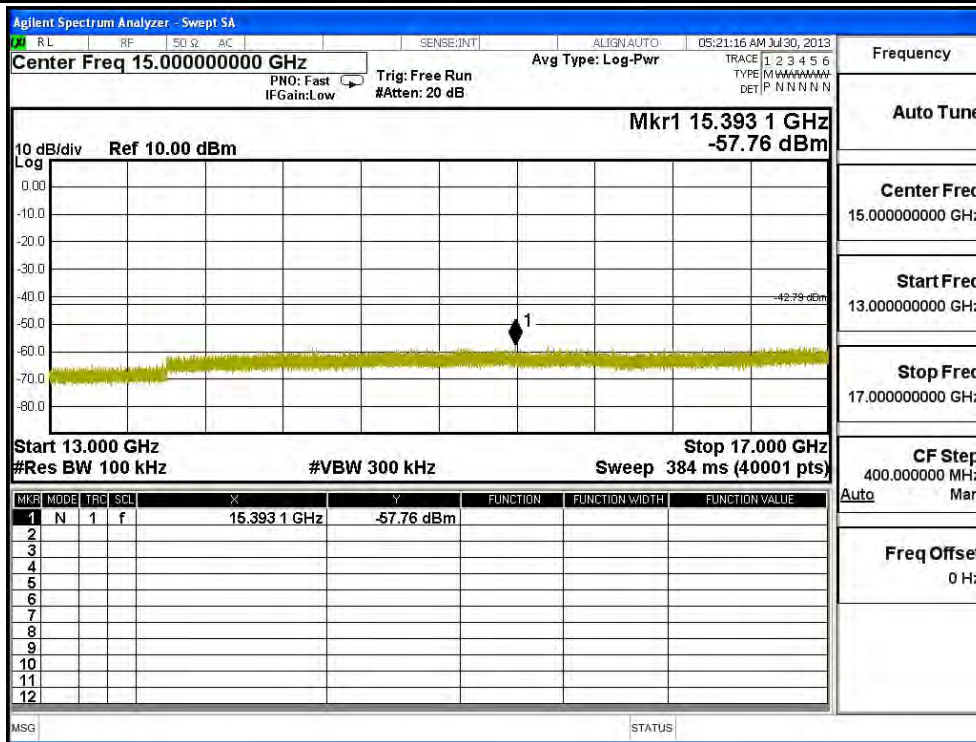 Agilent Spectrum Analyzer - Swept SA
RL RF 50 Ω AC SENSE:INT ALIGN AUTO 05:21:16 AM Jul 30, 2013
Center Freq 15.000000000 GHz
PNO: Fast
IFGain:Low
Trig: Free Run
#Atten: 20 dB
Avg Type: Log-Pwr
TRACE 1 2 3 4 5 6
TYPE M
DET P N N N N N
Mkr1 15.393 1 GHz
-57.76 dBm
10 dB/div Ref 10.00 dBm
Log
0.00
-10.0
-20.0
-30.0
-40.0
-50.0
-60.0
-70.0
-80.0
-42.79 dBm
1
Start 13.000 GHz Stop 17.000 GHz
#Res BW 100 kHz #VBW 300 kHz Sweep 384 ms (40001 pts)
MKR MODE TRC SCL X Y FUNCTION FUNCTION WIDTH FUNCTION VALUE
1 N 1 f 15.393 1 GHz -57.76 dBm
2
3
4
5
6
7
8
9
10
11
12
MSG STATUS
Frequency
Auto Tune
Center Freq
15.000000000 GHz
Start Freq
13.000000000 GHz
Stop Freq
17.000000000 GHz
CF Step
400.000000 MHz
Auto Man
Freq Offset
0 Hz